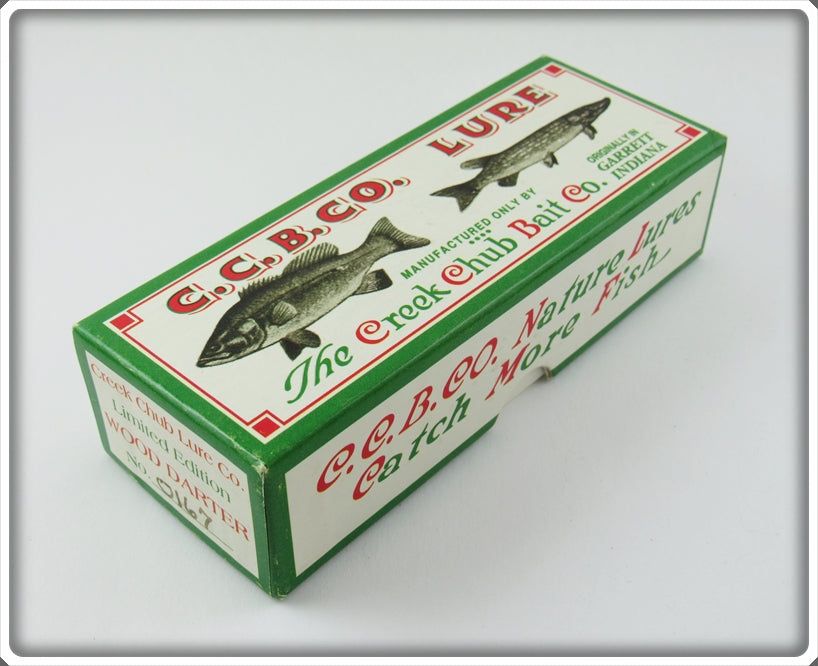 C.C.B.CO. LURE
ORIGINALLY IN
GARRETT
INDIANA
MANUFACTURED ONLY BY
The Creek Chub Bait Co.
C.C.B.CO. Nature Lures
Catch More Fish
Creek Chub Lure Co.
Limited Edition
WOOD DARTER
No. 0167